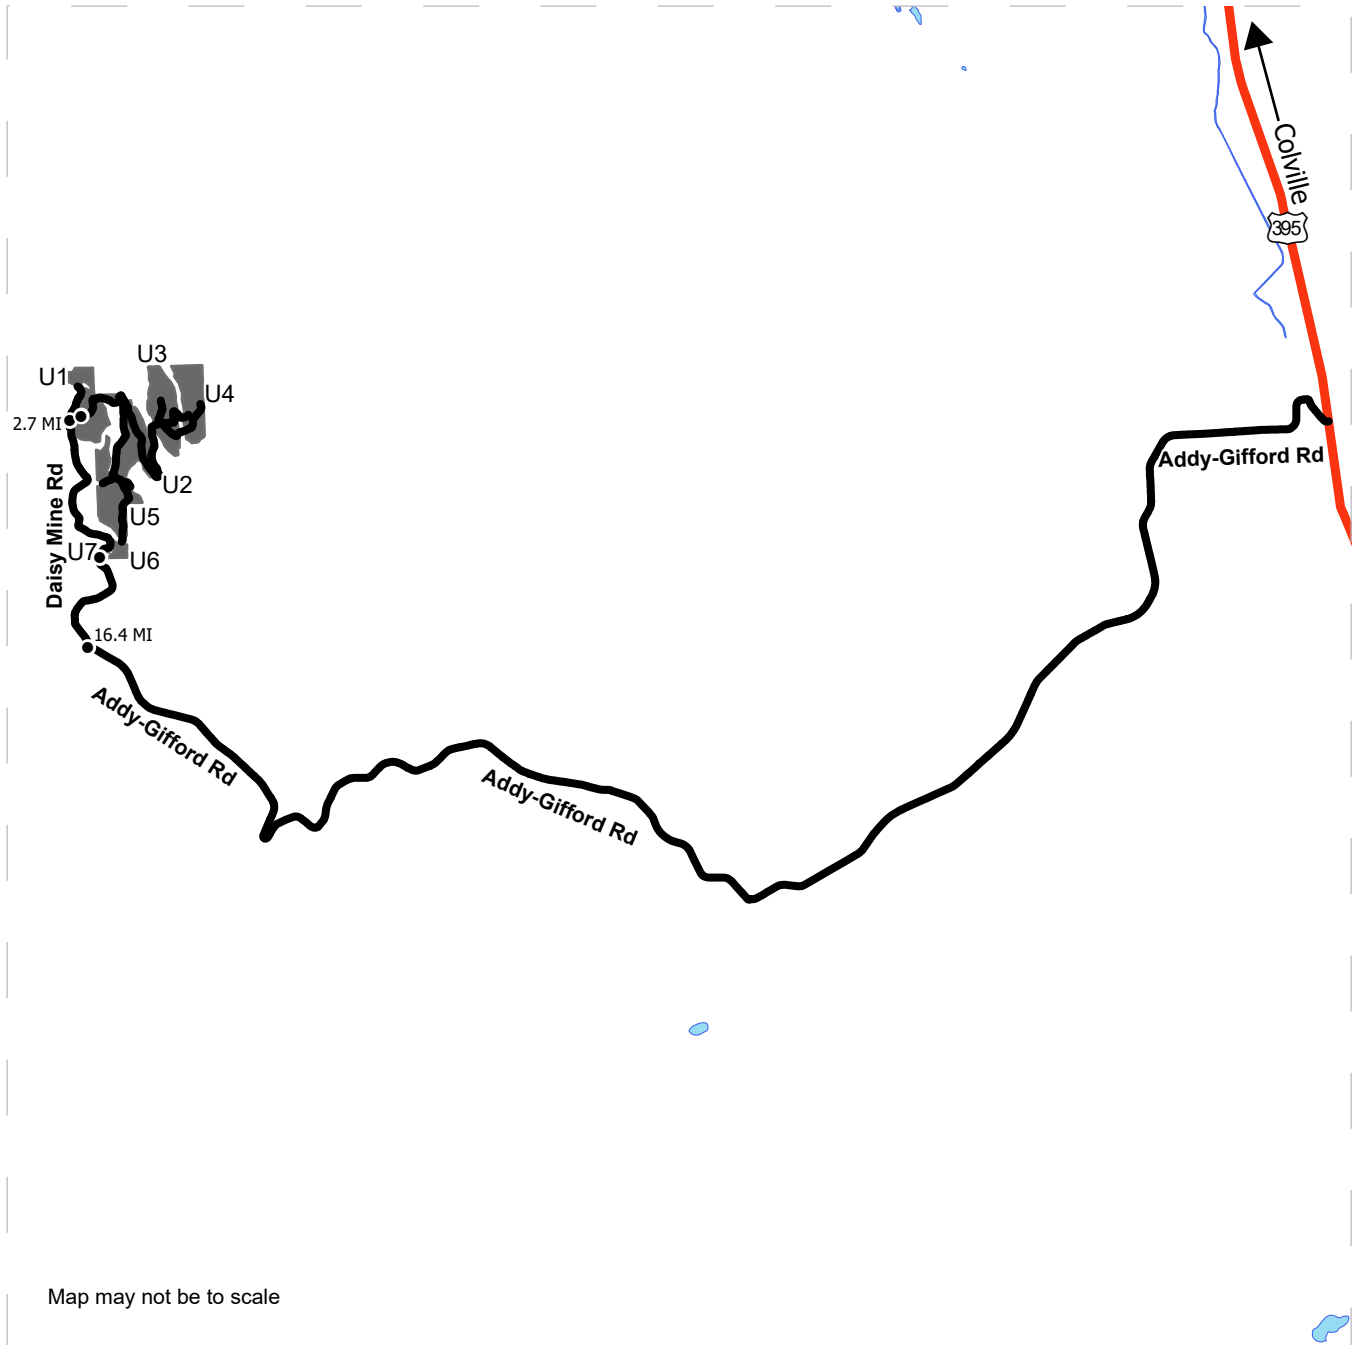 Colville
395
U3
U1
U4
2.7 MI
Addy-Gifford Rd
U2
Daisy Mine Rd
U5
U7
U6
16.4 MI
Addy-Gifford Rd
Addy-Gifford Rd
Map may not be to scale